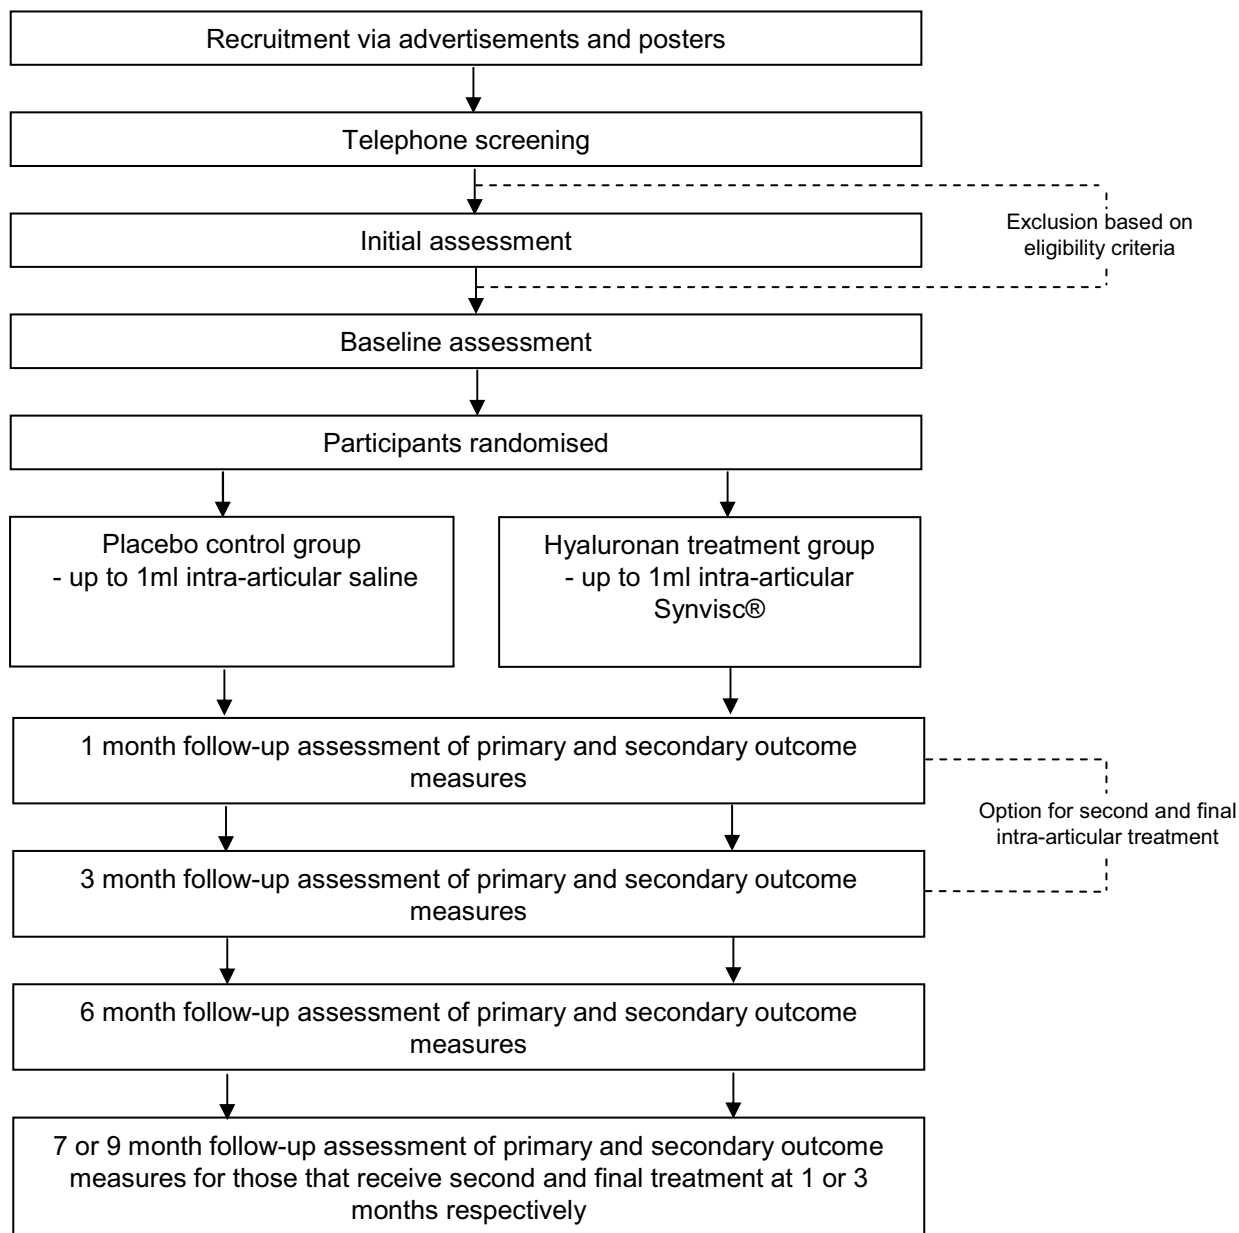 Recruitment via advertisements and posters
Telephone screening
Exclusion based on
eligibility criteria
Initial assessment
Baseline assessment
Participants randomised
Placebo control group
- up to 1ml intra-articular saline
Hyaluronan treatment group
- up to 1ml intra-articular
Synvisc®
1 month follow-up assessment of primary and secondary outcome
measures
Option for second and final
intra-articular treatment
3 month follow-up assessment of primary and secondary outcome
measures
6 month follow-up assessment of primary and secondary outcome
measures
7 or 9 month follow-up assessment of primary and secondary outcome
measures for those that receive second and final treatment at 1 or 3
months respectively